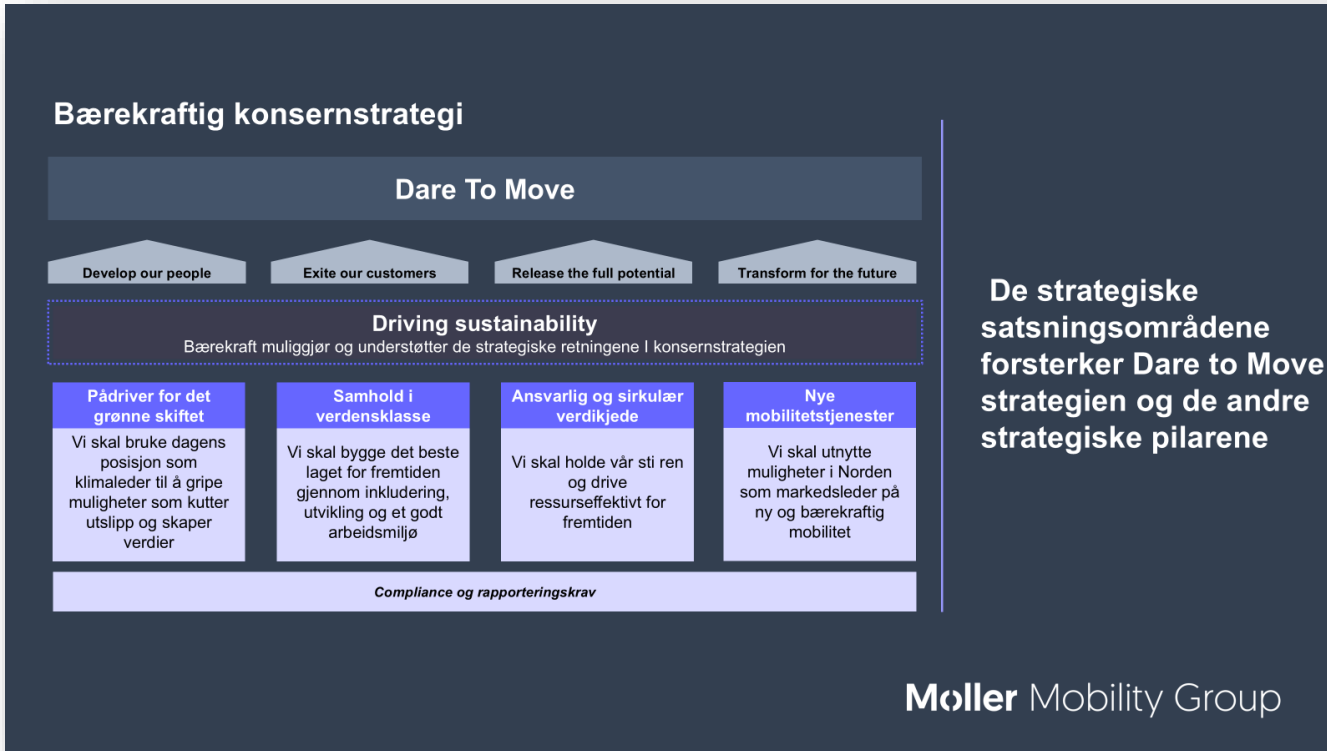 Bærekraftig konsernstrategi
Dare To Move
Develop our people
Exite our customers
Release the full potential
Transform for the future
Driving sustainability
Bærekraft muliggjør og understøtter de strategiske retningene I konsernstrategien
Pådriver for det
grønne skiftet
Vi skal bruke dagens
posisjon som
klimaleder til å gripe
muligheter som kutter
utslipp og skaper
verdier
Samhold i
verdensklasse
Vi skal bygge det beste
laget for fremtiden
gjennom inkludering,
utvikling og et godt
arbeidsmiljø
Ansvarlig og sirkulær
verdikjede
Vi skal holde vår sti ren
og drive
ressurseffektivt for
fremtiden
Nye
mobilitetstjenester
Vi skal utnytte
muligheter i Norden
som markedsleder på
ny og bærekraftig
mobilitet
Compliance og rapporteringskrav
De strategiske
satsningsområdene
forsterker Dare to Move
strategien og de andre
strategiske pilarene
Møller Mobility Group